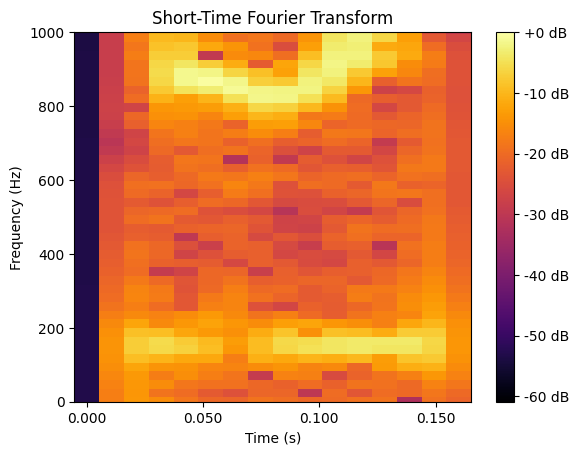 Short-Time Fourier Transform
1000
800
600
400
200
0
Frequency (Hz)
0.000
0.050
0.100
0.150
Time (s)
+0 dB
-10 dB
-20 dB
-30 dB
-40 dB
-50 dB
-60 dB